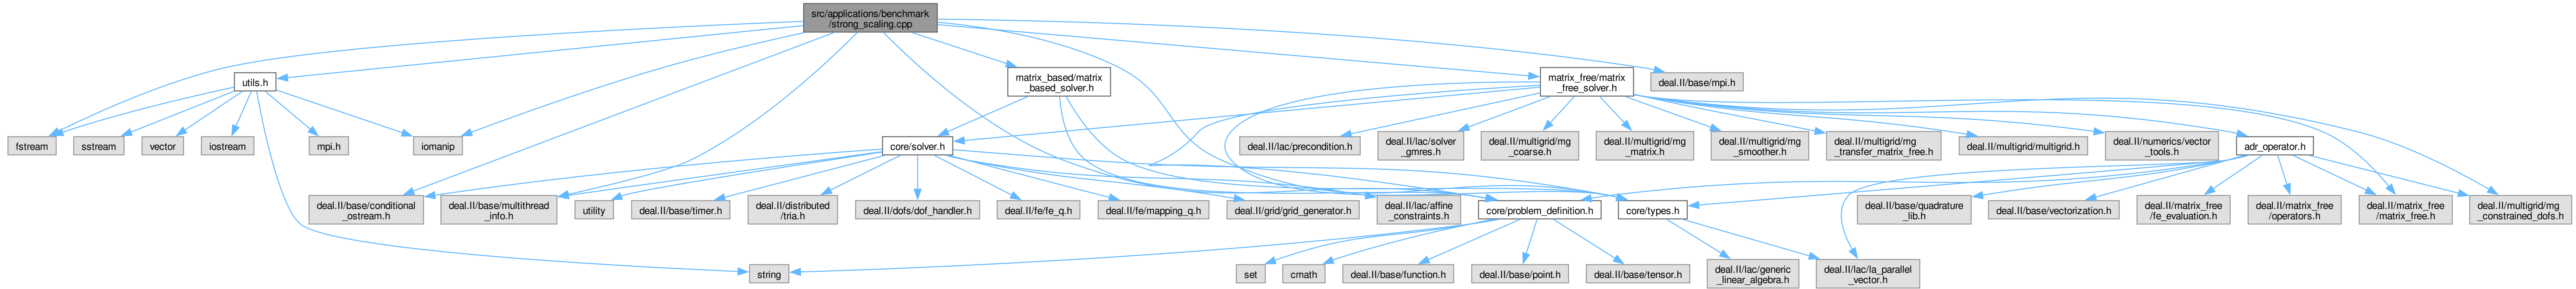 src/applications/benchmark
/strong_scaling.cpp
utils.h
matrix_based/matrix
_based_solver.h
matrix_free/matrix
_free_solver.h
deal.II/base/mpi.h
fstream
sstream
vector
iostream
mpi.h
iomanip
core/solver.h
deal.II/lac/precondition.h
deal.II/lac/solver
_gmres.h
deal.II/multigrid/mg
_coarse.h
deal.II/multigrid/mg
_matrix.h
deal.II/multigrid/mg
_smoother.h
deal.II/multigrid/mg
_transfer_matrix_free.h
deal.II/multigrid/multigrid.h
deal.II/numerics/vector
_tools.h
adr_operator.h
deal.II/base/conditional
_ostream.h
deal.II/base/multithread
_info.h
utility
deal.II/base/timer.h
deal.II/distributed
/tria.h
deal.II/dofs/dof_handler.h
deal.II/fe/fe_q.h
deal.II/fe/mapping_q.h
deal.II/grid/grid_generator.h
deal.II/lac/affine
_constraints.h
core/problem_definition.h
core/types.h
deal.II/base/quadrature
_lib.h
deal.II/base/vectorization.h
deal.II/matrix_free
/fe_evaluation.h
deal.II/matrix_free
/operators.h
deal.II/matrix_free
/matrix_free.h
deal.II/multigrid/mg
_constrained_dofs.h
string
set
cmath
deal.II/base/function.h
deal.II/base/point.h
deal.II/base/tensor.h
deal.II/lac/generic
_linear_algebra.h
deal.II/lac/la_parallel
_vector.h